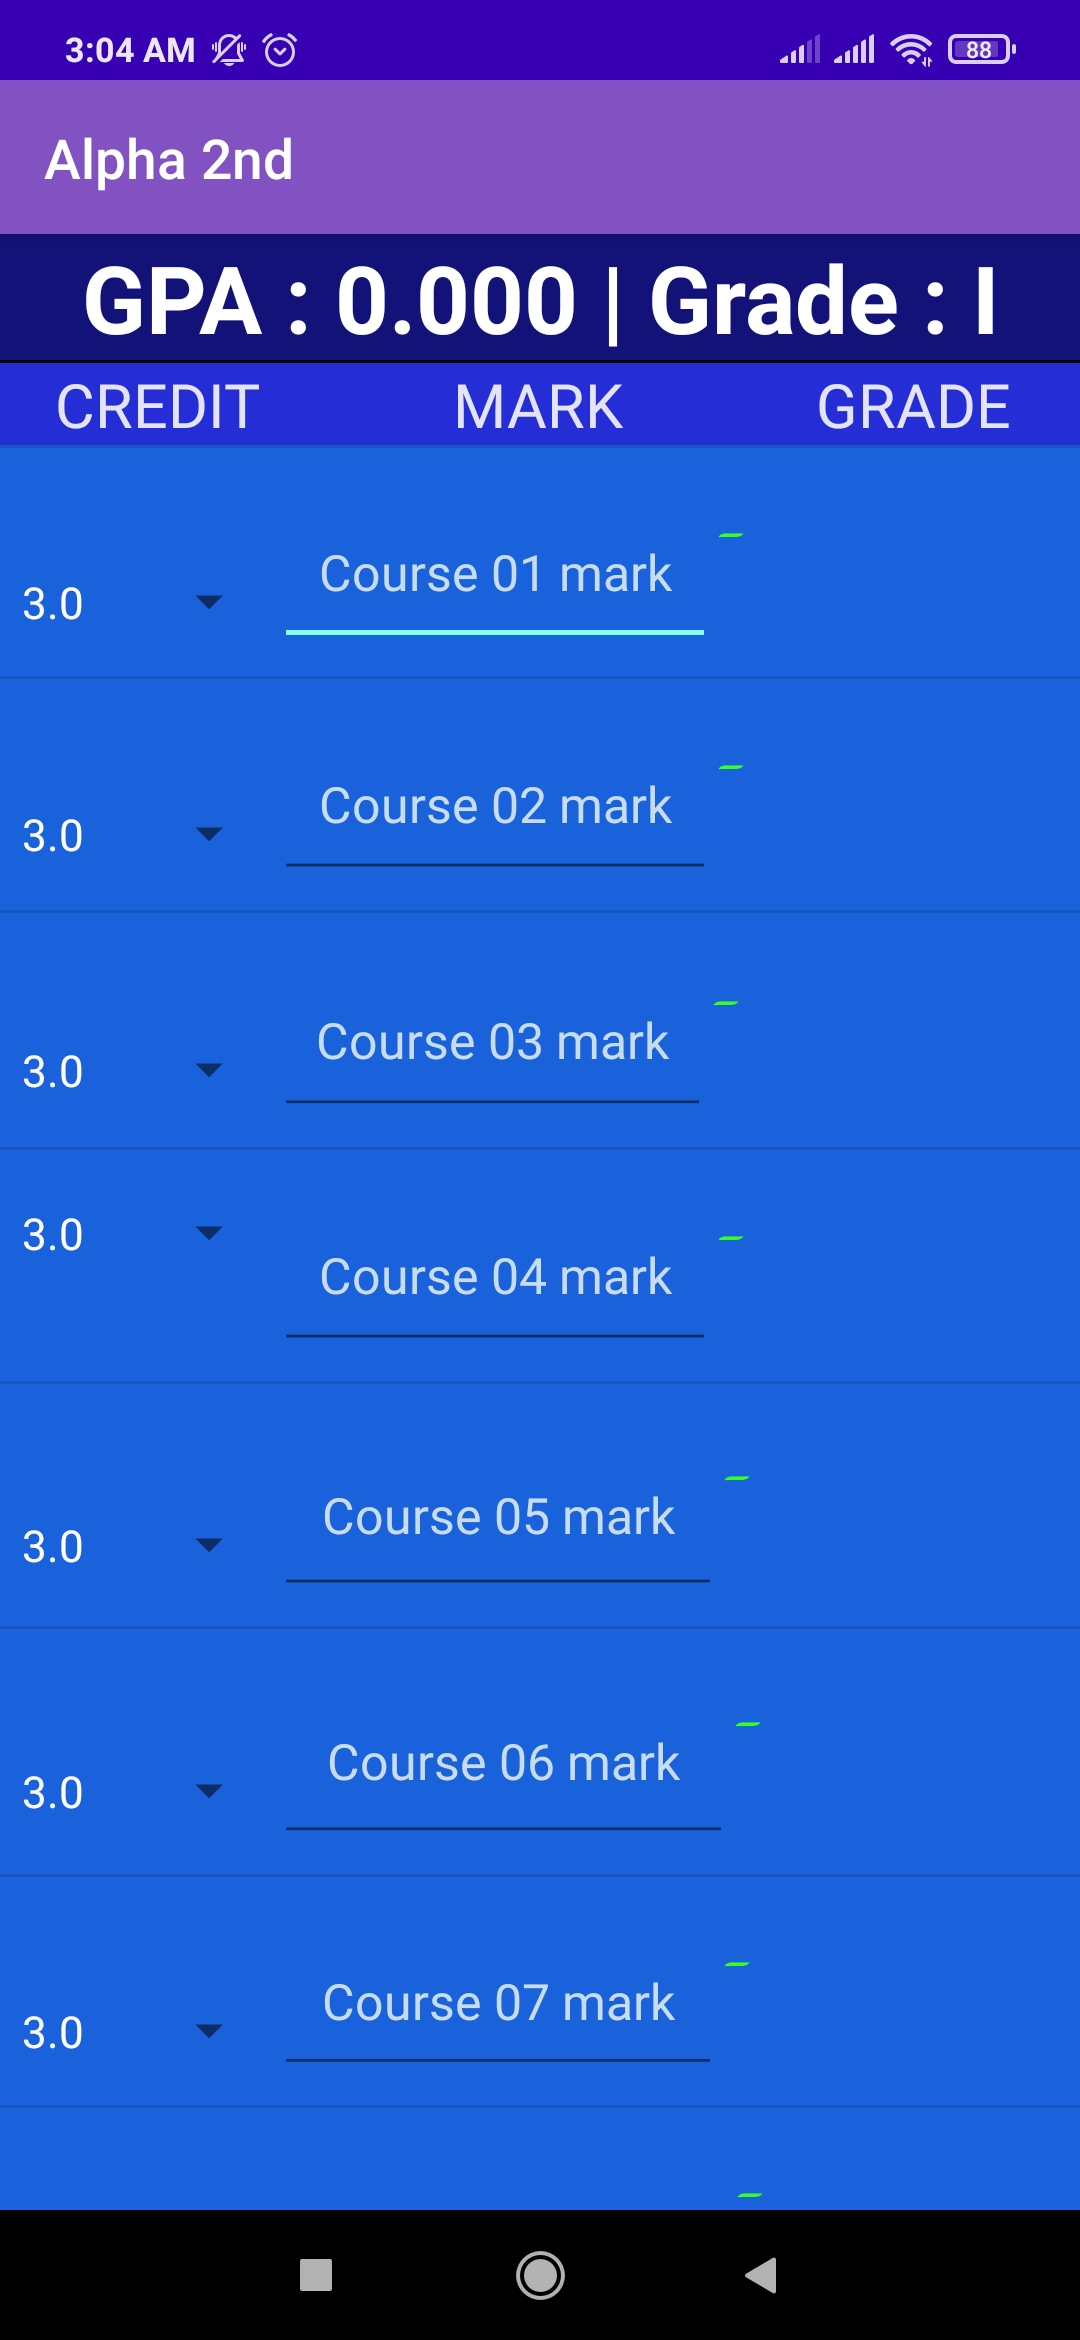 3:04 AM 88
Alpha 2nd
GPA : 0.000 | Grade : I
CREDIT MARK GRADE
3.0 Course 01 mark -
3.0 Course 02 mark -
3.0 Course 03 mark -
3.0 Course 04 mark -
3.0 Course 05 mark -
3.0 Course 06 mark -
3.0 Course 07 mark -
-